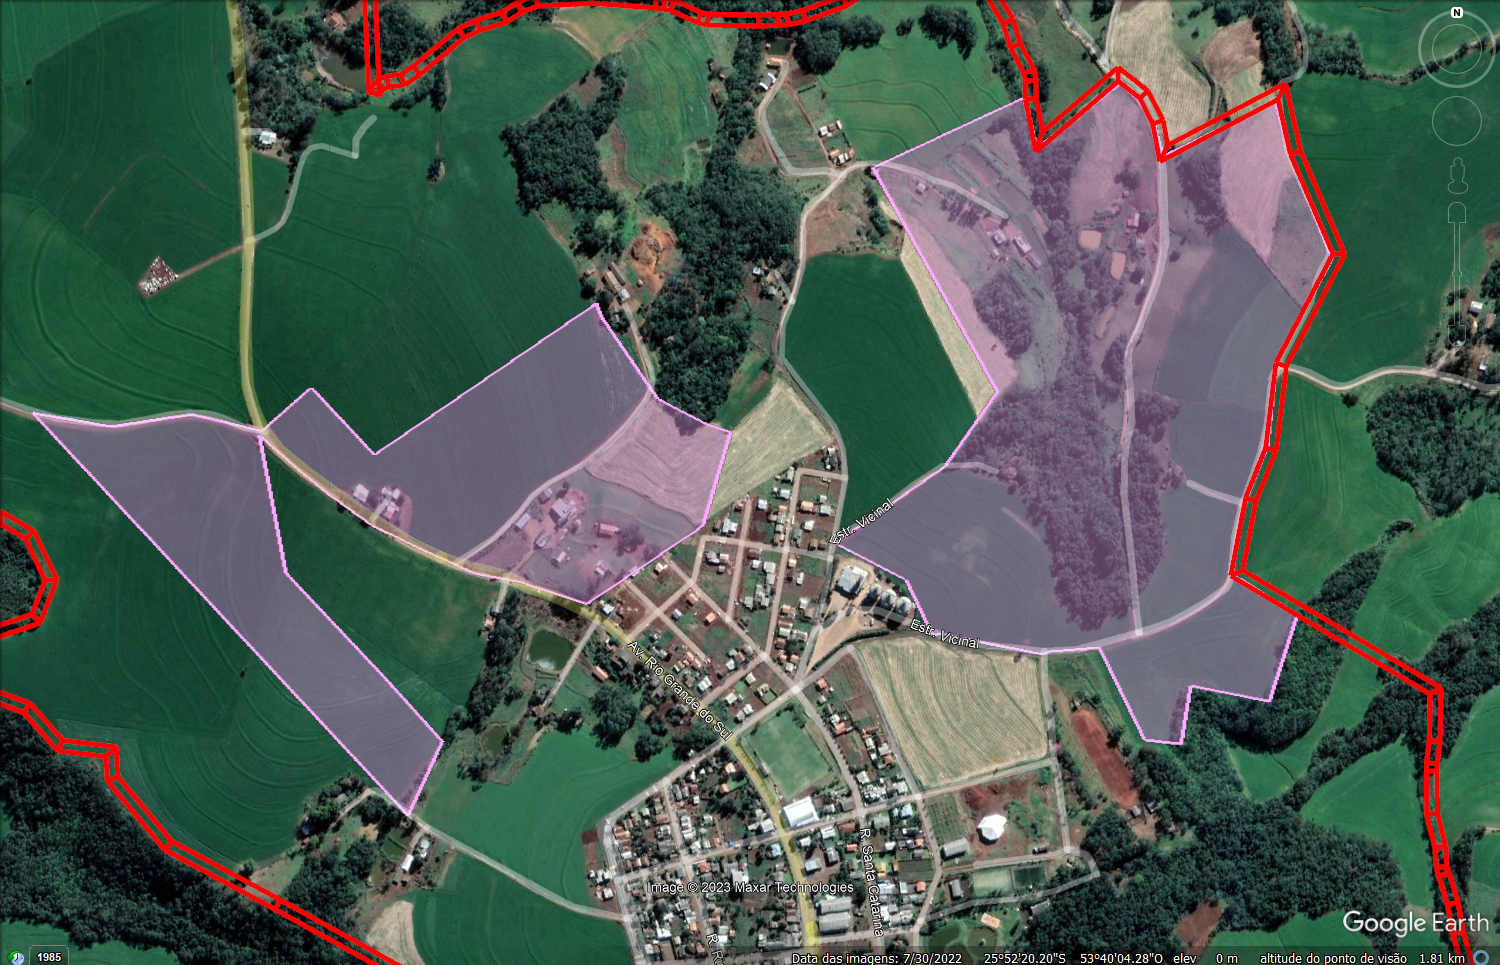 N
Estr. Vicinal
Estr. Vicinal
Av. Rio Grande do Sul
R. Santa Catarina
Image © 2023 Maxar Technologies
Google Earth
1985
Data das imagens: 7/30/2022 25°52'20.20"S 53°40'04.28"O elev 0 m altitude do ponto de visão 1.81 km